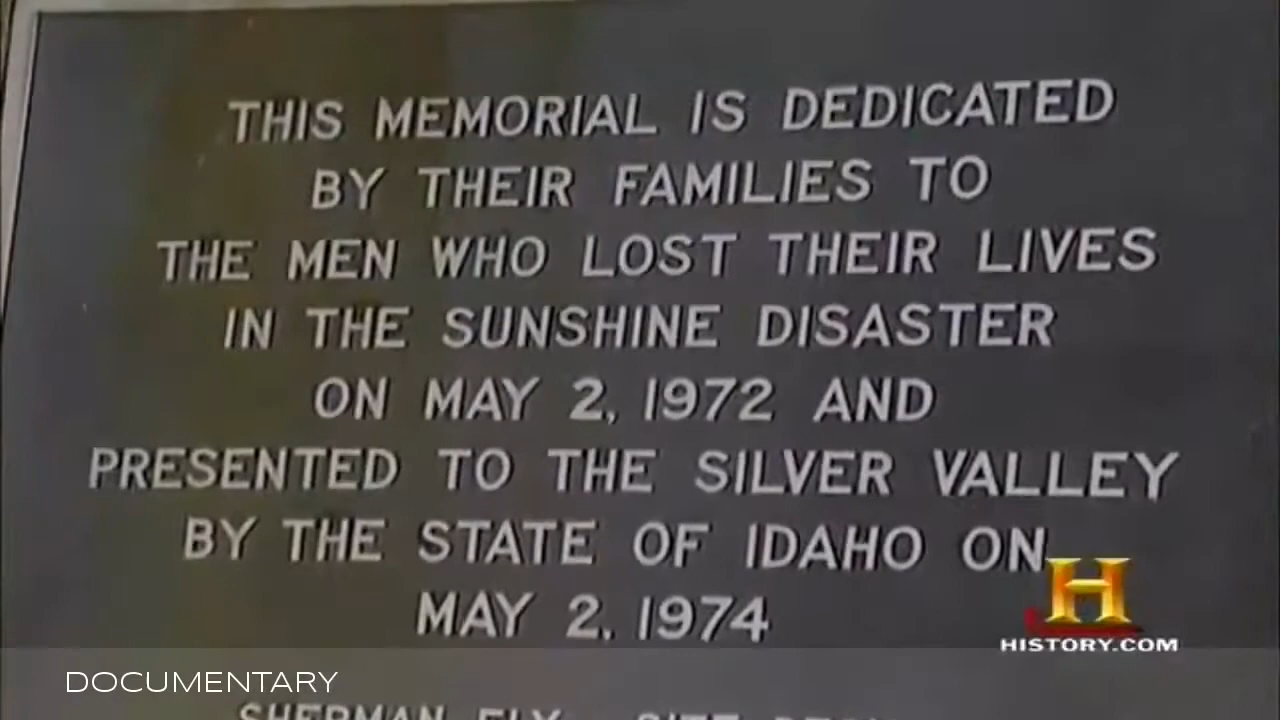 THIS MEMORIAL IS DEDICATED
BY THEIR FAMILIES TO
THE MEN WHO LOST THEIR LIVES
IN THE SUNSHINE DISASTER
ON MAY 2, 1972 AND
PRESENTED TO THE SILVER VALLEY
BY THE STATE OF IDAHO ON
MAY 2, 1974
H
HISTORY.COM
DOCUMENTARY
SHERMAN ELY